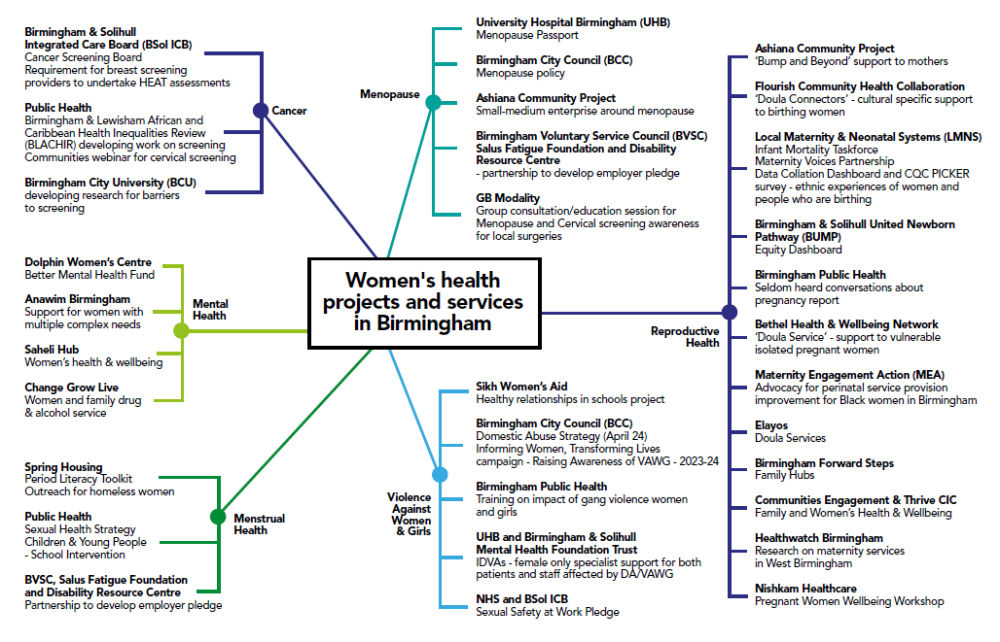 Birmingham & Solihull
Integrated Care Board (BSol ICB)
Cancer Screening Board
Requirement for breast screening
providers to undertake HEAT assessments
Public Health
Birmingham & Lewisham African and
Caribbean Health Inequalities Review
(BLACHIR) developing work on screening
Communities webinar for cervical screening
Birmingham City University (BCU)
developing research for barriers
to screening
Cancer
Menopause
University Hospital Birmingham (UHB)
Menopause Passport
Birmingham City Council (BCC)
Menopause policy
Ashiana Community Project
Small-medium enterprise around menopause
Birmingham Voluntary Service Council (BVSC)
Salus Fatigue Foundation and Disability
Resource Centre
- partnership to develop employer pledge
GB Modality
Group consultation/education session for
Menopause and Cervical screening awareness
for local surgeries
Dolphin Women's Centre
Better Mental Health Fund
Anawim Birmingham
Support for women with
multiple complex needs
Saheli Hub
Women's health & wellbeing
Change Grow Live
Women and family drug
& alcohol service
Mental
Health
Women's health
projects and services
in Birmingham
Reproductive
Health
Ashiana Community Project
‘Bump and Beyond’ support to mothers
Flourish Community Health Collaboration
‘Doula Connectors’ - cultural specific support
to birthing women
Local Maternity & Neonatal Systems (LMNS)
Infant Mortality Taskforce
Maternity Voices Partnership
Data Collation Dashboard and CQC PICKER
survey - ethnic experiences of women and
people who are birthing
Birmingham & Solihull United Newborn
Pathway (BUMP)
Equity Dashboard
Birmingham Public Health
Seldom heard conversations about
pregnancy report
Bethel Health & Wellbeing Network
‘Doula Service’ - support to vulnerable
isolated pregnant women
Maternity Engagement Action (MEA)
Advocacy for perinatal service provision
improvement for Black women in Birmingham
Elayos
Doula Services
Birmingham Forward Steps
Family Hubs
Communities Engagement & Thrive CIC
Family and Women's Health & Wellbeing
Healthwatch Birmingham
Research on maternity services
in West Birmingham
Nishkam Healthcare
Pregnant Women Wellbeing Workshop
Spring Housing
Period Literacy Toolkit
Outreach for homeless women
Public Health
Sexual Health Strategy
Children & Young People
- School Intervention
BVSC, Salus Fatigue Foundation
and Disability Resource Centre
Partnership to develop employer pledge
Menstrual
Health
Violence
Against
Women
& Girls
Sikh Women's Aid
Healthy relationships in schools project
Birmingham City Council (BCC)
Domestic Abuse Strategy (April 24)
Informing Women, Transforming Lives
campaign - Raising Awareness of VAWG - 2023-24
Birmingham Public Health
Training on impact of gang violence women
and girls
UHB and Birmingham & Solihull
Mental Health Foundation Trust
IDVAs - female only specialist support for both
patients and staff affected by DA/VAWG
NHS and BSol ICB
Sexual Safety at Work Pledge